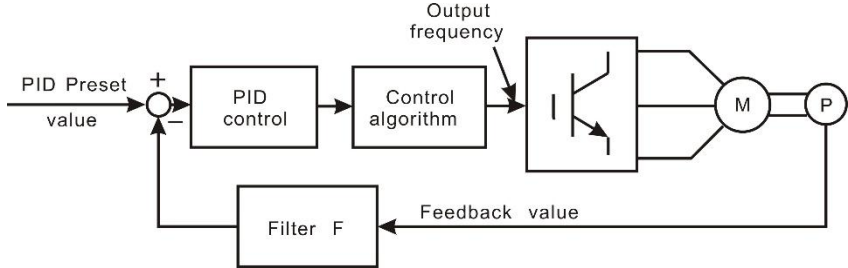 Output
frequency
PID Preset
value
+
−
PID
control
Control
algorithm
M
P
Filter F
Feedback value